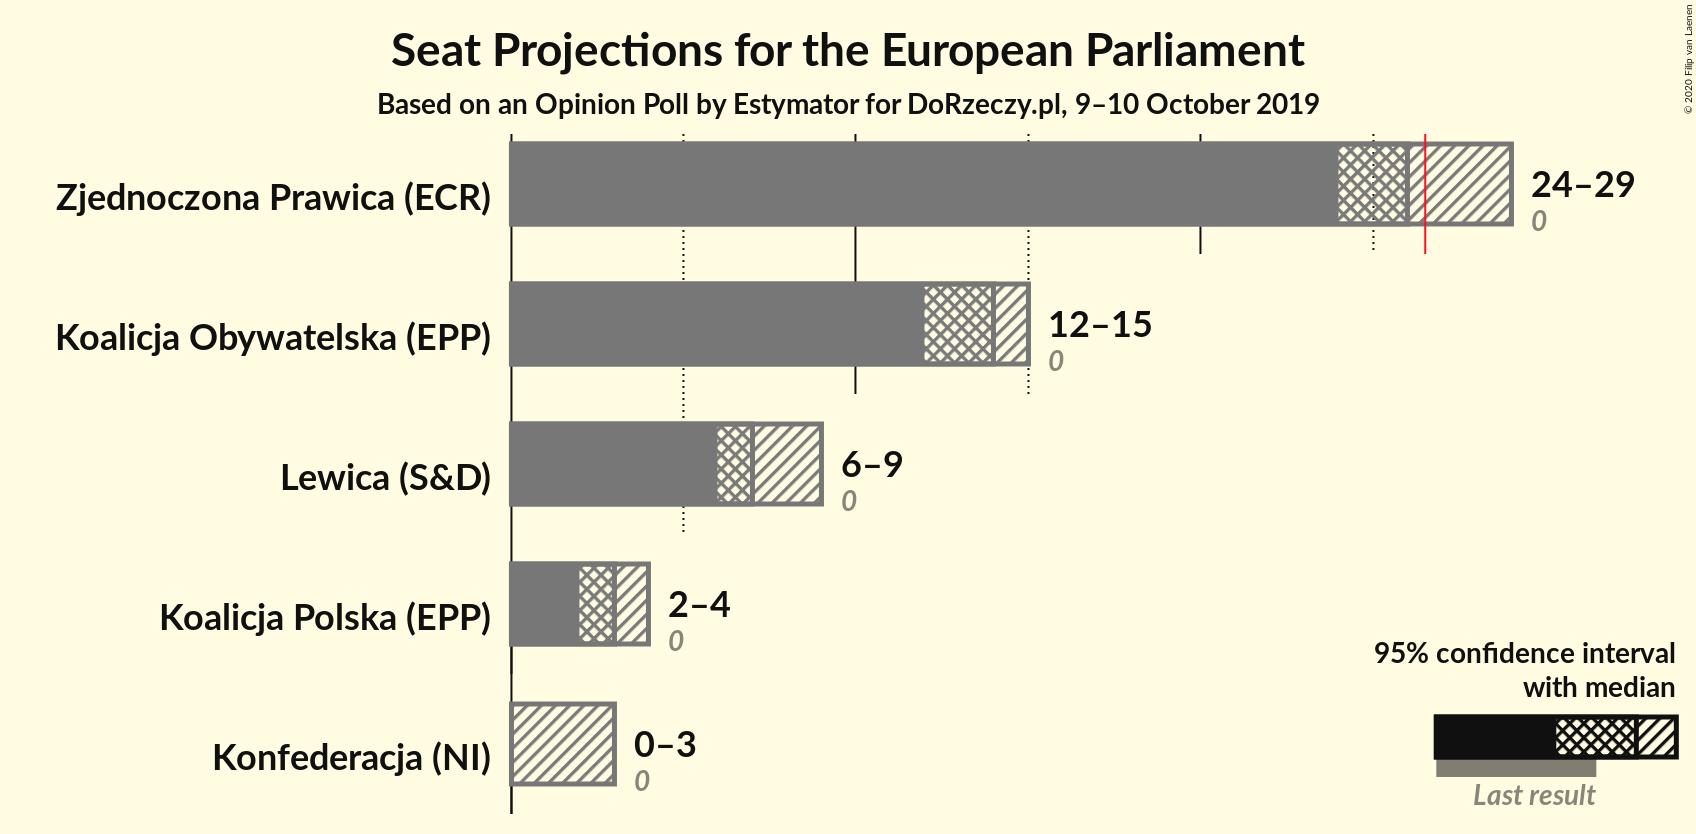 Seat Projections for the European Parliament
Based on an Opinion Poll by Estymator for DoRzeczy.pl, 9–10 October 2019
© 2020 Filip van Laenen
Zjednoczona Prawica (ECR)
24–29
0
Koalicja Obywatelska (EPP)
12–15
0
Lewica (S&D)
6–9
0
Koalicja Polska (EPP)
2–4
0
Konfederacja (NI)
0–3
0
95% confidence interval
with median
Last result